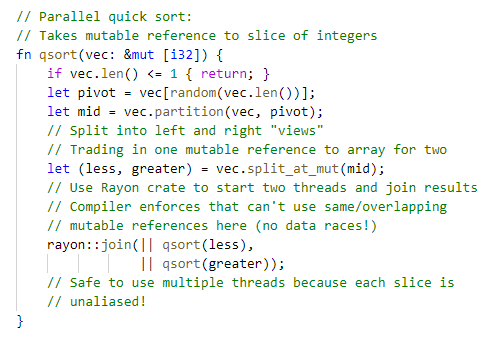 // Parallel quick sort:
// Takes mutable reference to slice of integers
fn qsort(vec: &mut [i32]) {
    if vec.len() <= 1 { return; }
    let pivot = vec[random(vec.len())];
    let mid = vec.partition(vec, pivot);
    // Split into left and right "views"
    // Trading in one mutable reference to array for two
    let (less, greater) = vec.split_at_mut(mid);
    // Use Rayon crate to start two threads and join results
    // Compiler enforces that can't use same/overlapping
    // mutable references here (no data races!)
    rayon::join(|| qsort(less),
                || qsort(greater));
    // Safe to use multiple threads because each slice is
    // unaliased!
}